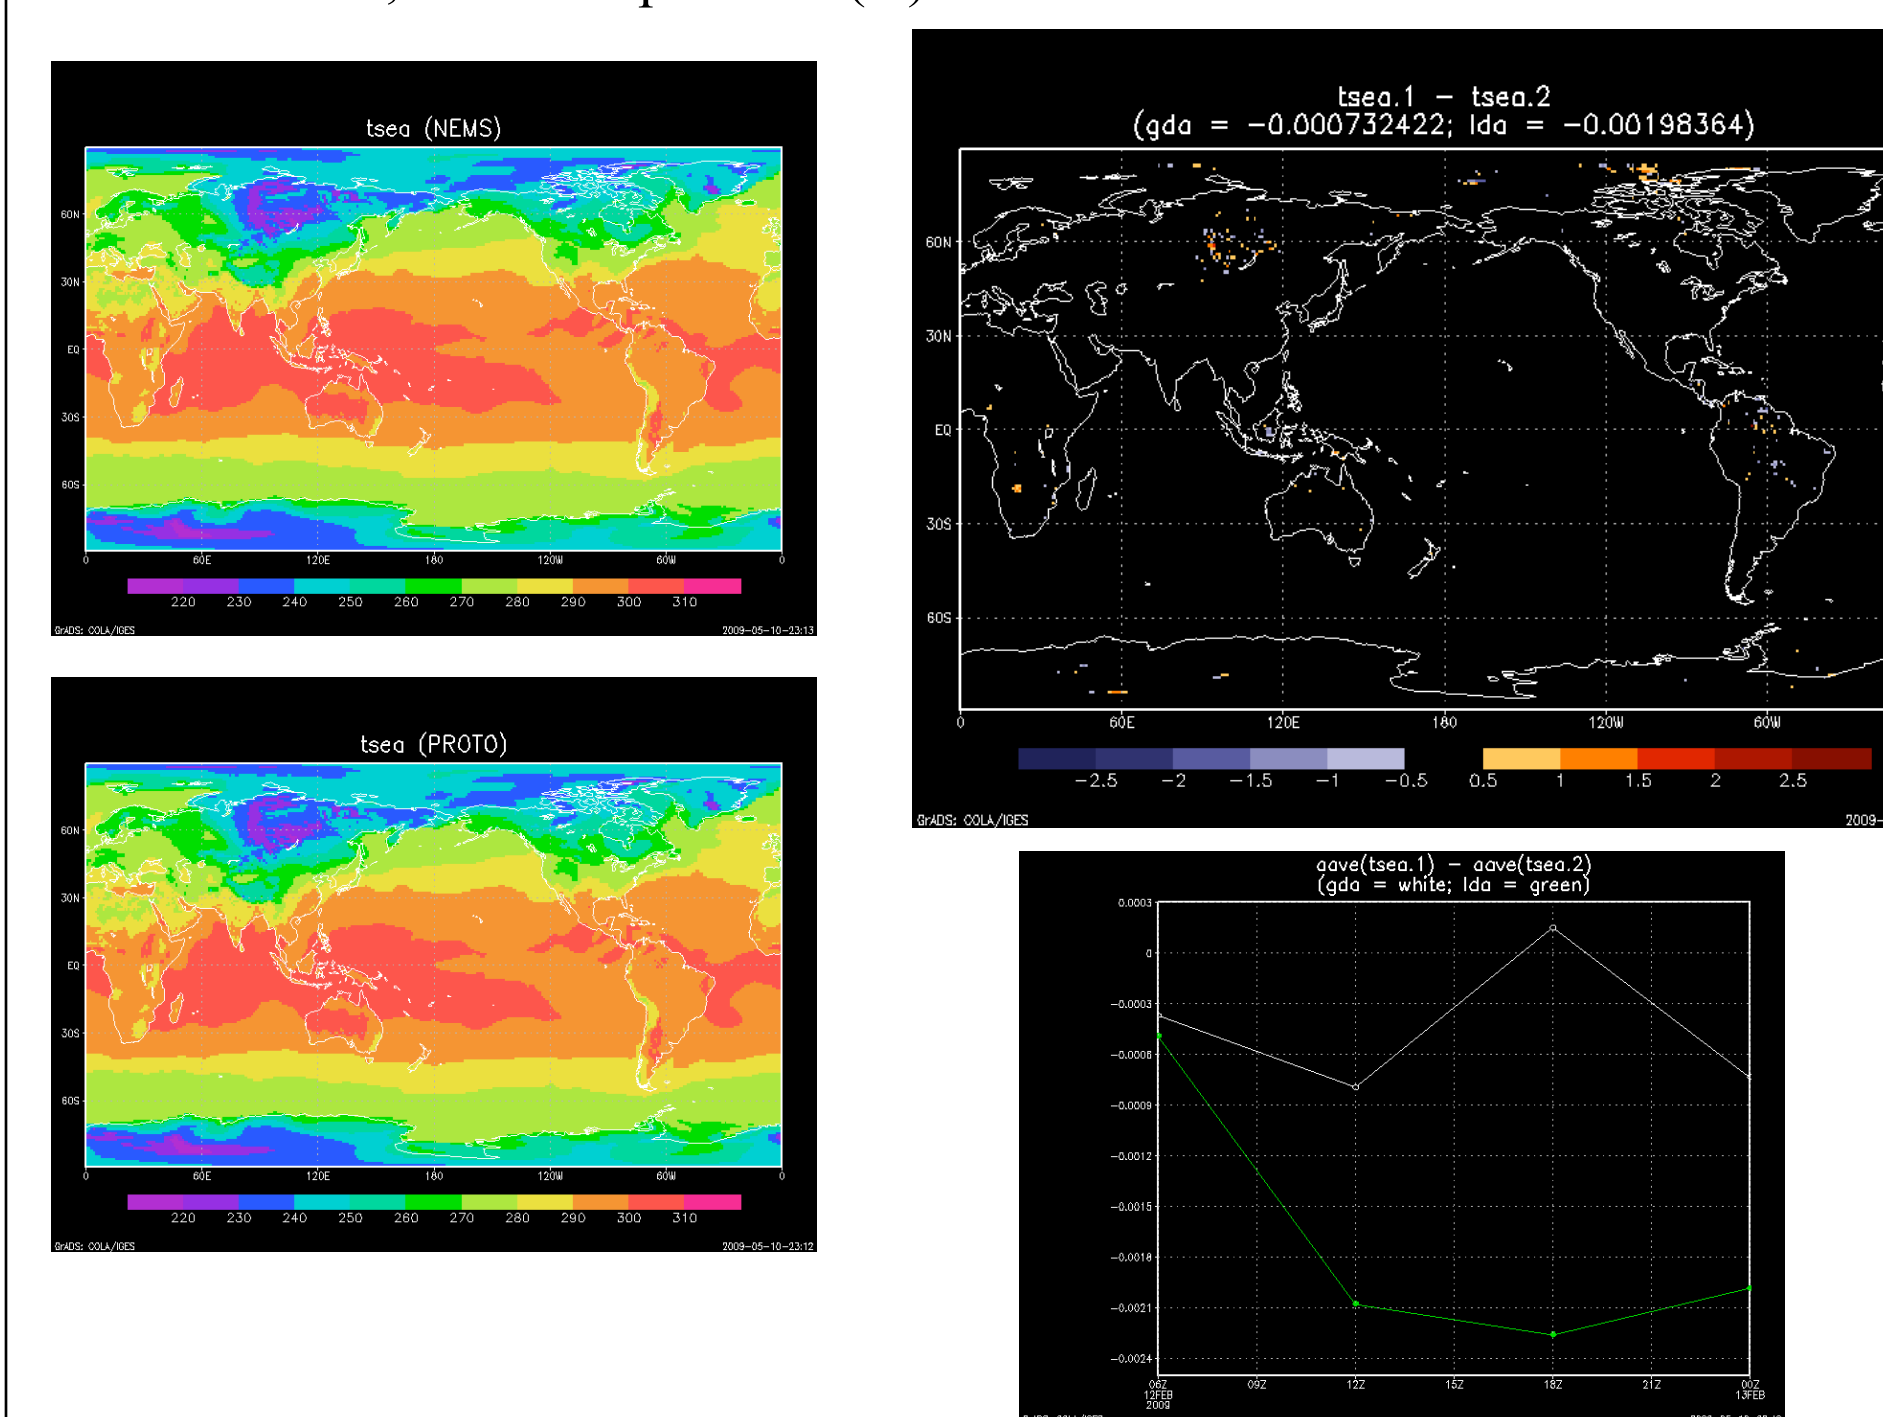 tsea (NEMS)
60N
30N
EQ
30S
60S
0 60E 120E 180 120W 60W 0
220 230 240 250 260 270 280 290 300 310
GrADS: COLA/IGES 2009-05-10-23:13
tsea (PROTO)
60N
30N
EQ
30S
60S
0 60E 120E 180 120W 60W 0
220 230 240 250 260 270 280 290 300 310
GrADS: COLA/IGES 2009-05-10-23:12
tsea.1 - tsea.2
(gda = -0.000732422; lda = -0.00198364)
60N
30N
EQ
30S
60S
0 60E 120E 180 120W 60W
-2.5 -2 -1.5 -1 -0.5 0.5 1 1.5 2 2.5
GrADS: COLA/IGES 2009-
aave(tsea.1) - aave(tsea.2)
(gda = white; lda = green)
0.0003
0
-0.0003
-0.0006
-0.0009
-0.0012
-0.0015
-0.0018
-0.0021
-0.0024
06Z 09Z 12Z 15Z 18Z 21Z 00Z
12FEB 13FEB
2009